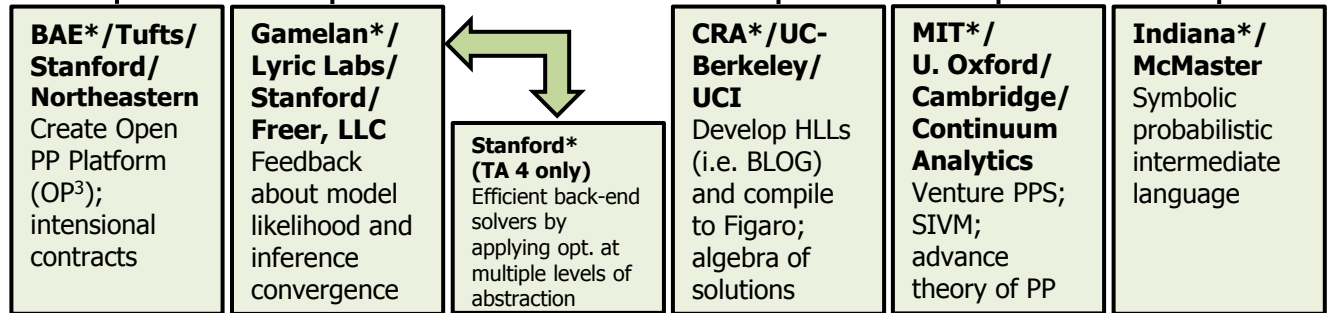 BAE*/Tufts/
Stanford/
Northeastern
Create Open
PP Platform
(OP³);
intensional
contracts
Gamelan*/
Lyric Labs/
Stanford/
Freer, LLC
Feedback
about model
likelihood and
inference
convergence
Stanford*
(TA 4 only)
Efficient back-end
solvers by
applying opt. at
multiple levels of
abstraction
CRA*/UC-
Berkeley/
UCI
Develop HLLs
(i.e. BLOG)
and compile
to Figaro;
algebra of
solutions
MIT*/
U. Oxford/
Cambridge/
Continuum
Analytics
Venture PPS;
SIVM;
advance
theory of PP
Indiana*/
McMaster
Symbolic
probabilistic
intermediate
language